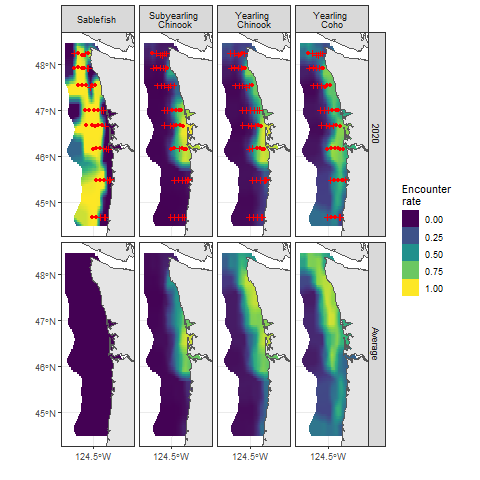 Sablefish
Subyearling
Chinook
Yearling
Chinook
Yearling
Coho
48°N
47°N
46°N
45°N
2020
48°N
47°N
46°N
45°N
Average
124.5°W
124.5°W
124.5°W
124.5°W
Encounter
rate
0.00
0.25
0.50
0.75
1.00